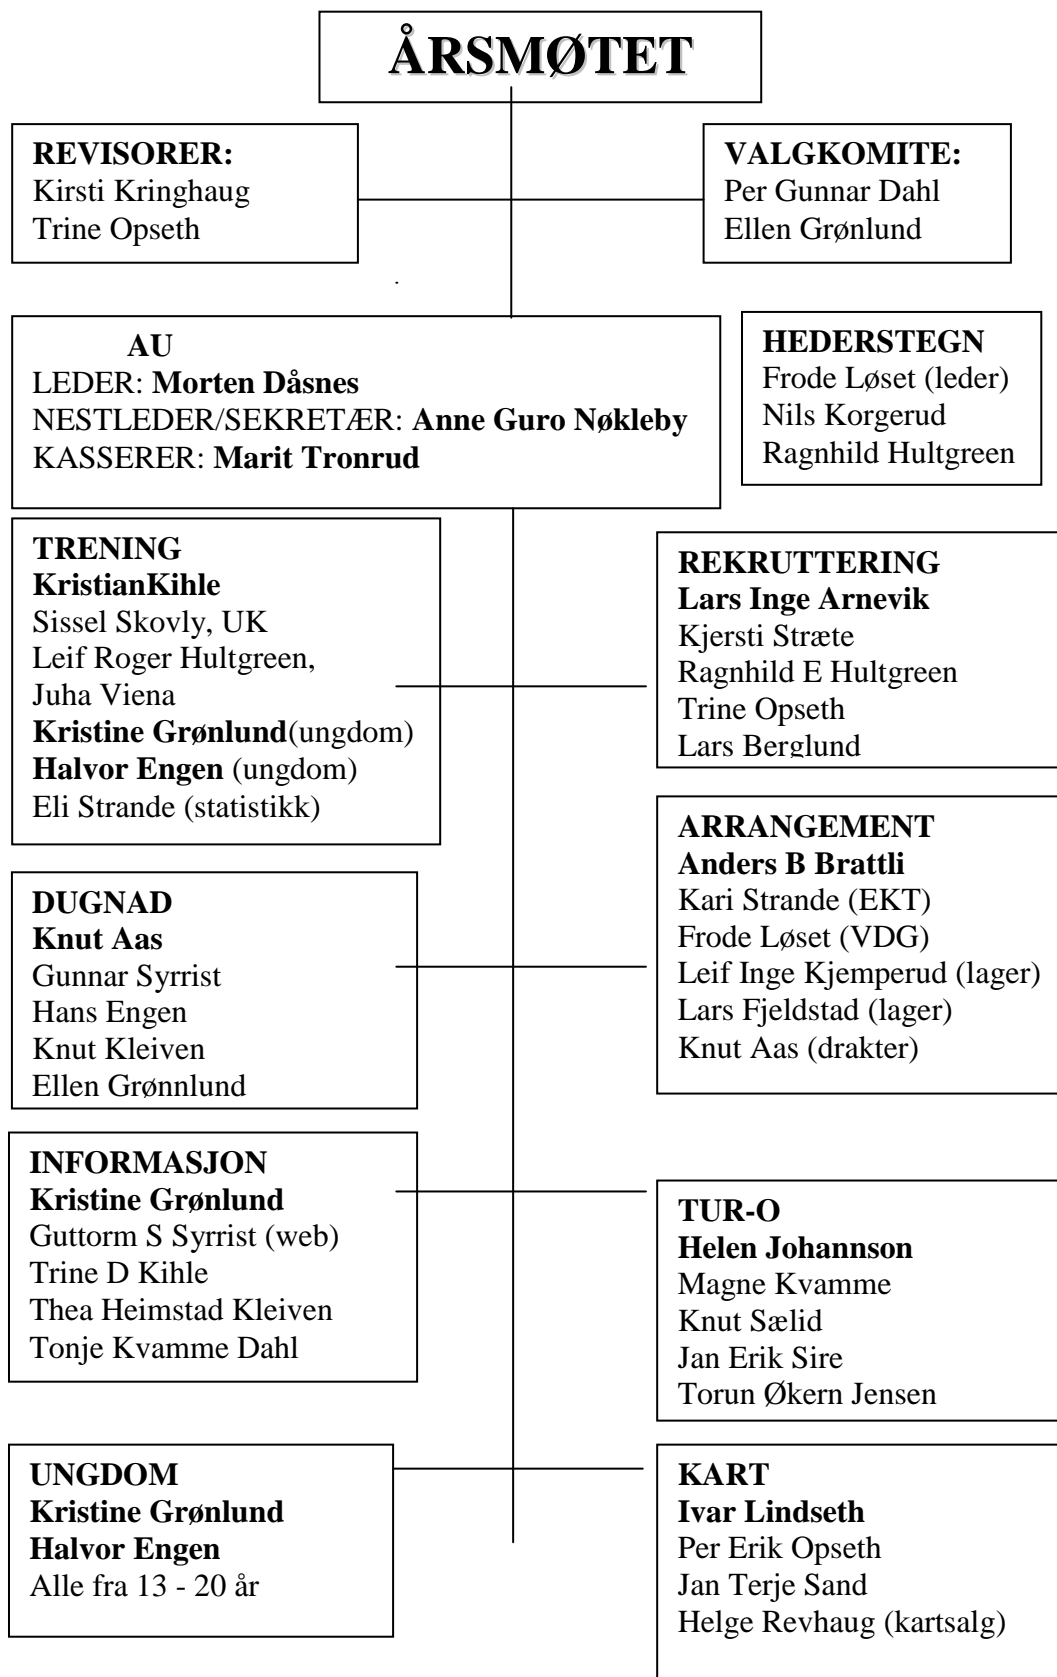 ÅRSMØTET
REVISORER:
Kirsti Kringhaug
Trine Opseth
VALGKOMITE:
Per Gunnar Dahl
Ellen Grønlund
AU
LEDER: Morten Dåsnes
NESTLEDER/SEKRETÆR: Anne Guro Nøkleby
KASSERER: Marit Tronrud
HEDERSTEGN
Frode Løset (leder)
Nils Korgerud
Ragnhild Hultgreen
TRENING
KristianKihle
Sissel Skovly, UK
Leif Roger Hultgreen,
Juha Viena
Kristine Grønlund(ungdom)
Halvor Engen (ungdom)
Eli Strande (statistikk)
REKRUTTERING
Lars Inge Arnevik
Kjersti Stræte
Ragnhild E Hultgreen
Trine Opseth
Lars Berglund
DUGNAD
Knut Aas
Gunnar Syrrist
Hans Engen
Knut Kleiven
Ellen Grønnlund
ARRANGEMENT
Anders B Brattli
Kari Strande (EKT)
Frode Løset (VDG)
Leif Inge Kjemperud (lager)
Lars Fjeldstad (lager)
Knut Aas (drakter)
INFORMASJON
Kristine Grønlund
Guttorm S Syrrist (web)
Trine D Kihle
Thea Heimstad Kleiven
Tonje Kvamme Dahl
TUR-O
Helen Johannson
Magne Kvamme
Knut Sælid
Jan Erik Sire
Torun Økern Jensen
UNGDOM
Kristine Grønlund
Halvor Engen
Alle fra 13 - 20 år
KART
Ivar Lindseth
Per Erik Opseth
Jan Terje Sand
Helge Revhaug (kartsalg)